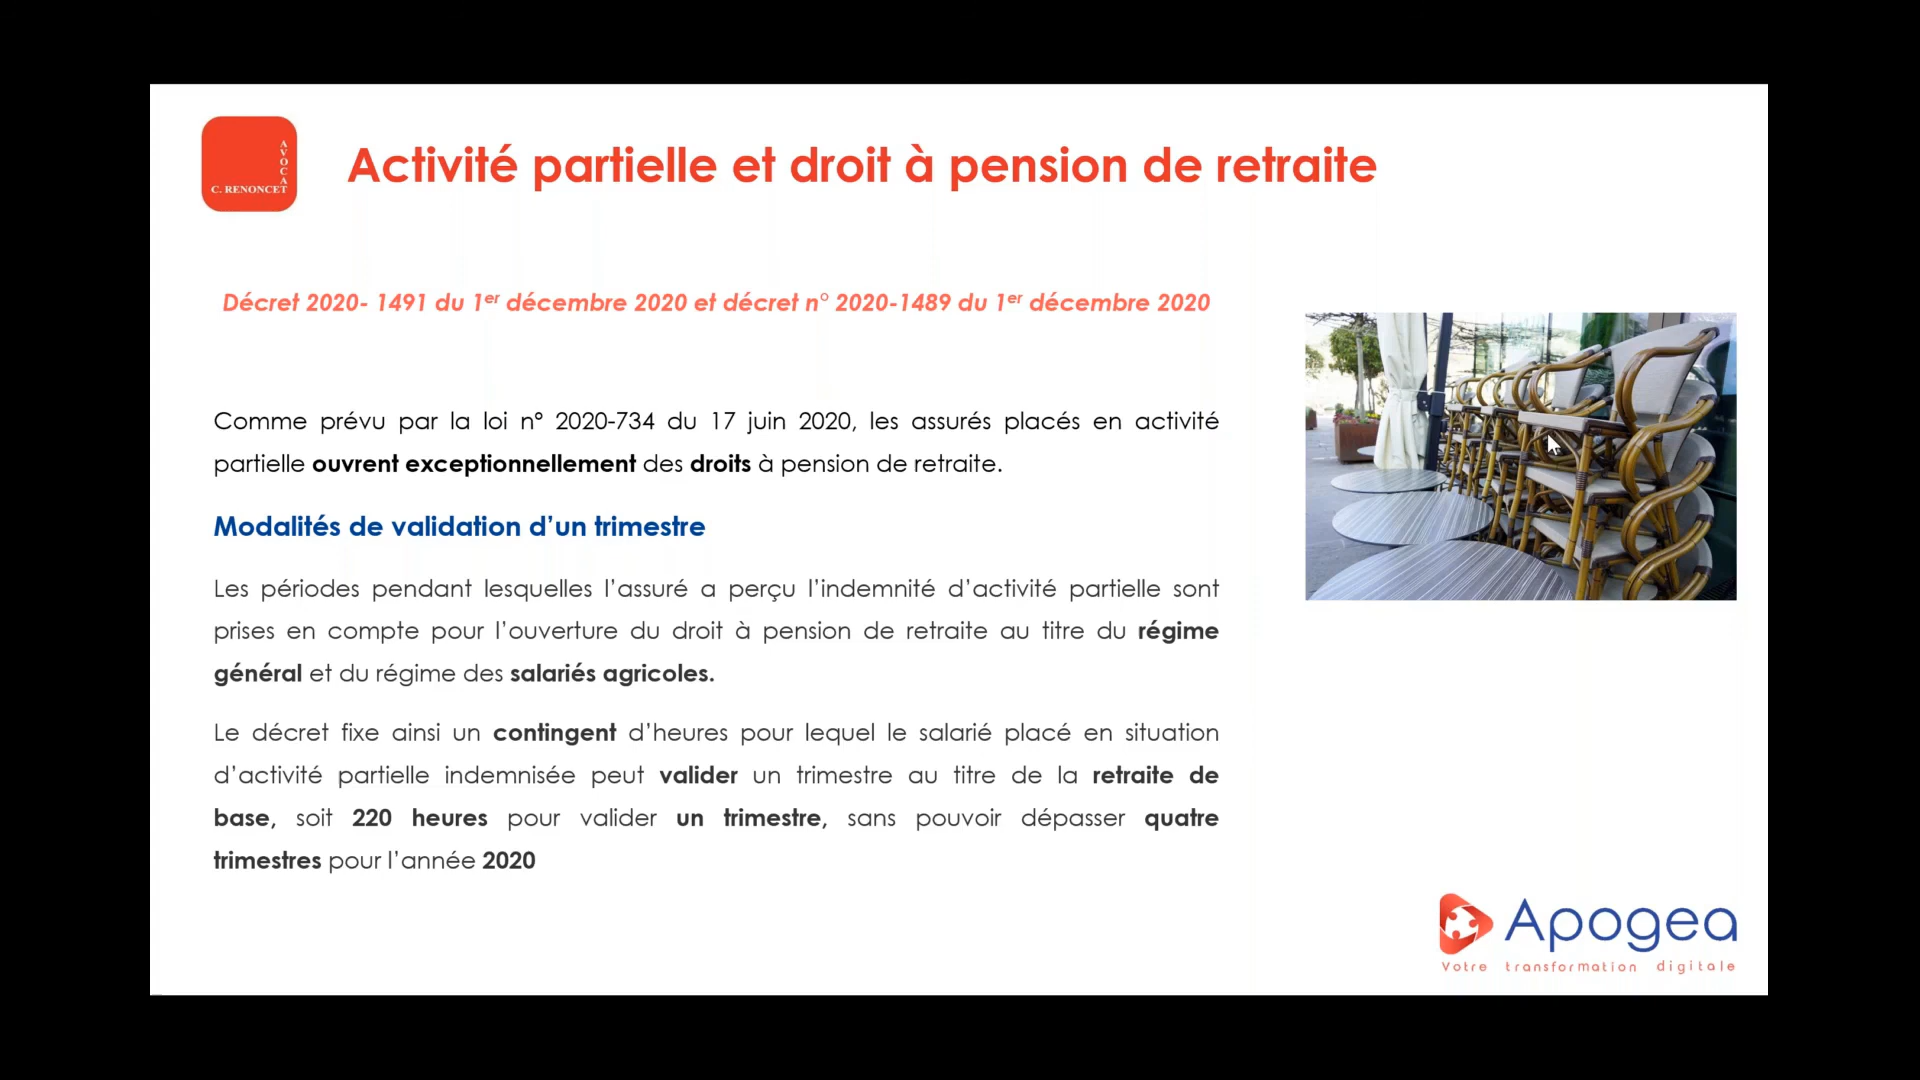 AVOCAT
C. RENONCET
Activité partielle et droit à pension de retraite
Décret 2020- 1491 du 1er décembre 2020 et décret n° 2020-1489 du 1er décembre 2020
Comme prévu par la loi n° 2020-734 du 17 juin 2020, les assurés placés en activité
partielle ouvrent exceptionnellement des droits à pension de retraite.
Modalités de validation d’un trimestre
Les périodes pendant lesquelles l’assuré a perçu l’indemnité d’activité partielle sont
prises en compte pour l’ouverture du droit à pension de retraite au titre du régime
général et du régime des salariés agricoles.
Le décret fixe ainsi un contingent d’heures pour lequel le salarié placé en situation
d’activité partielle indemnisée peut valider un trimestre au titre de la retraite de
base, soit 220 heures pour valider un trimestre, sans pouvoir dépasser quatre
trimestres pour l’année 2020
Apogea
Votre transformation digitale